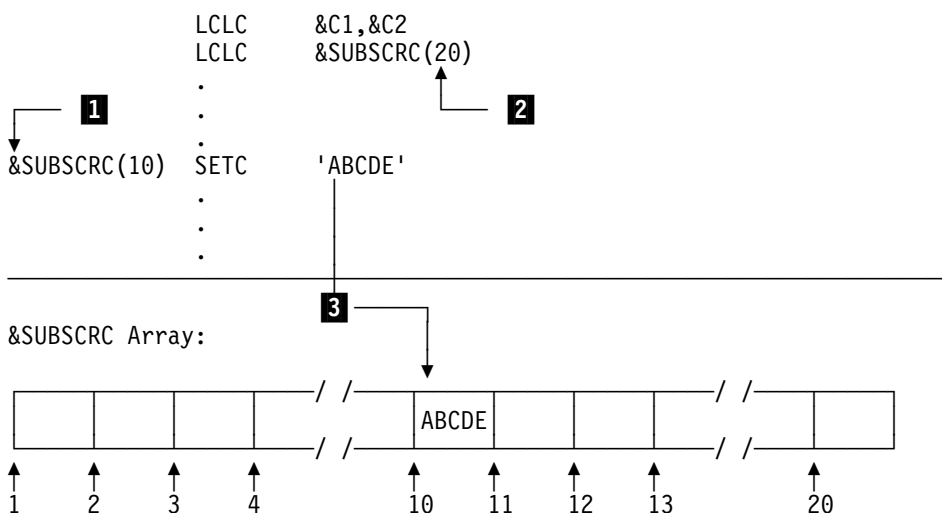 LCLC &C1,&C2
LCLC &SUBSCRC(20)
.
1 . 2
.
&SUBSCRC(10) SETC 'ABCDE'
.
.
.
3
&SUBSCRC Array:
/ / / /
ABCDE
/ / / /
1 2 3 4 10 11 12 13 20